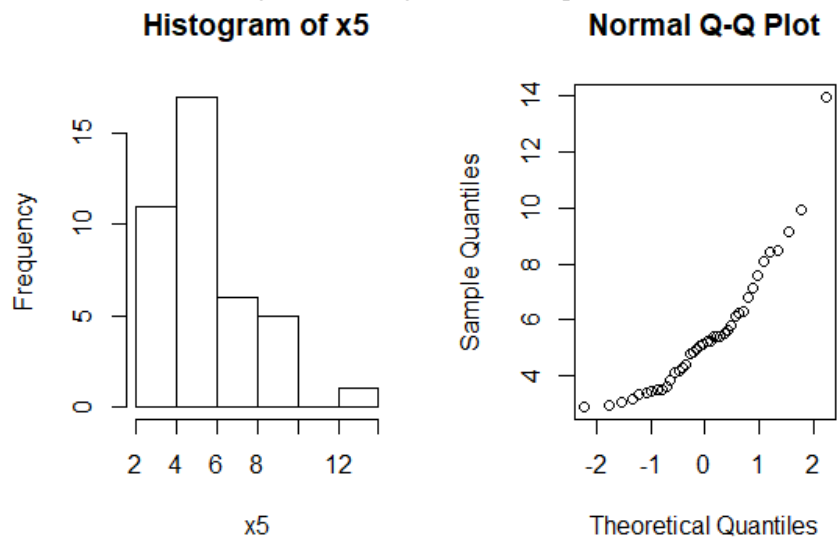 Histogram of x5
Frequency
0 5 10 15
2 4 6 8 12
x5
Normal Q-Q Plot
Sample Quantiles
4 6 8 10 12 14
-2 -1 0 1 2
Theoretical Quantiles